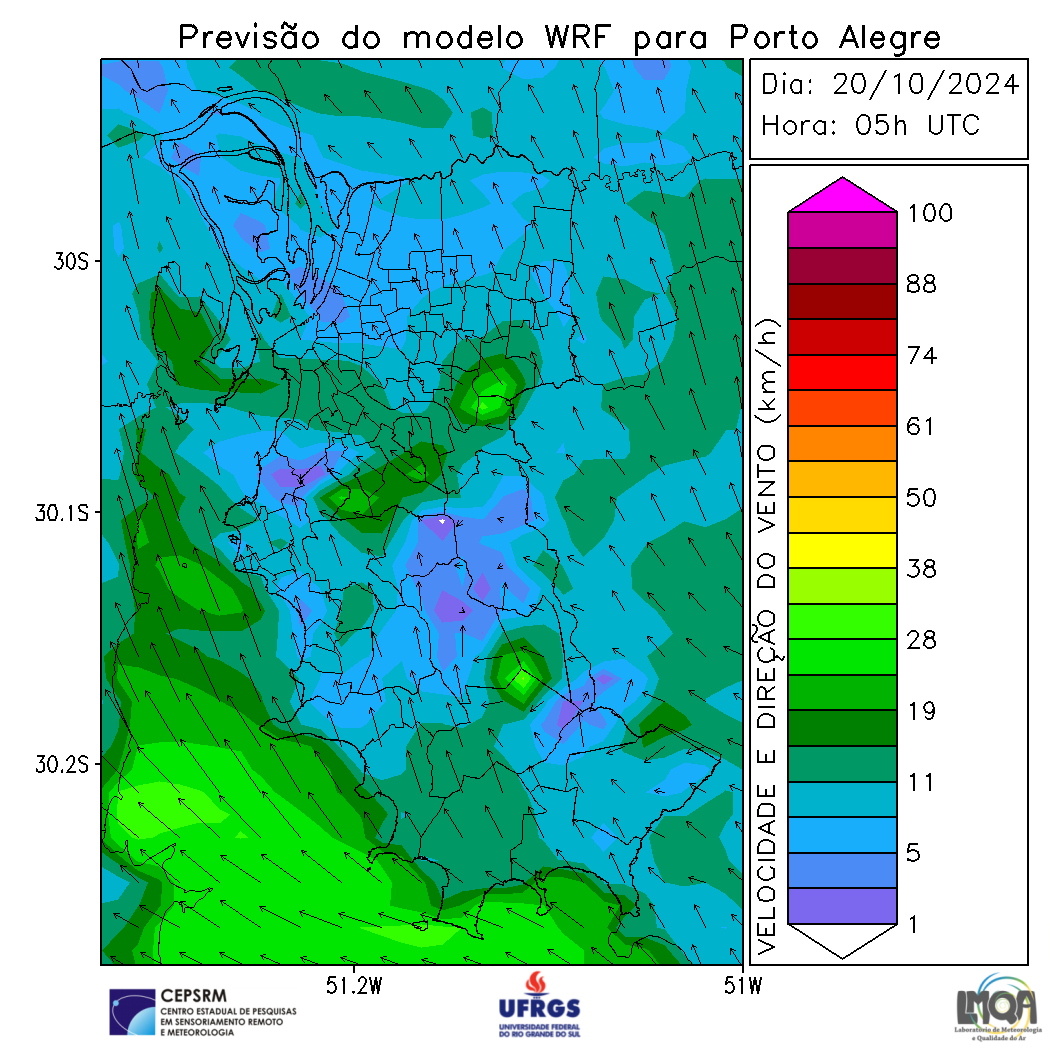 Previsão do modelo WRF para Porto Alegre
Dia: 20/10/2024
Hora: 05h UTC
30S
30.1S
30.2S
51.2W
51W
VELOCIDADE E DIREÇÃO DO VENTO (km/h)
100
88
74
61
50
38
28
19
11
5
1
CEPSRM
CENTRO ESTADUAL DE PESQUISAS
EM SENSORIAMENTO REMOTO
E METEOROLOGIA
UFRGS
UNIVERSIDADE FEDERAL
DO RIO GRANDE DO SUL
LMQA
Laboratório de Meteorologia
e Qualidade do Ar